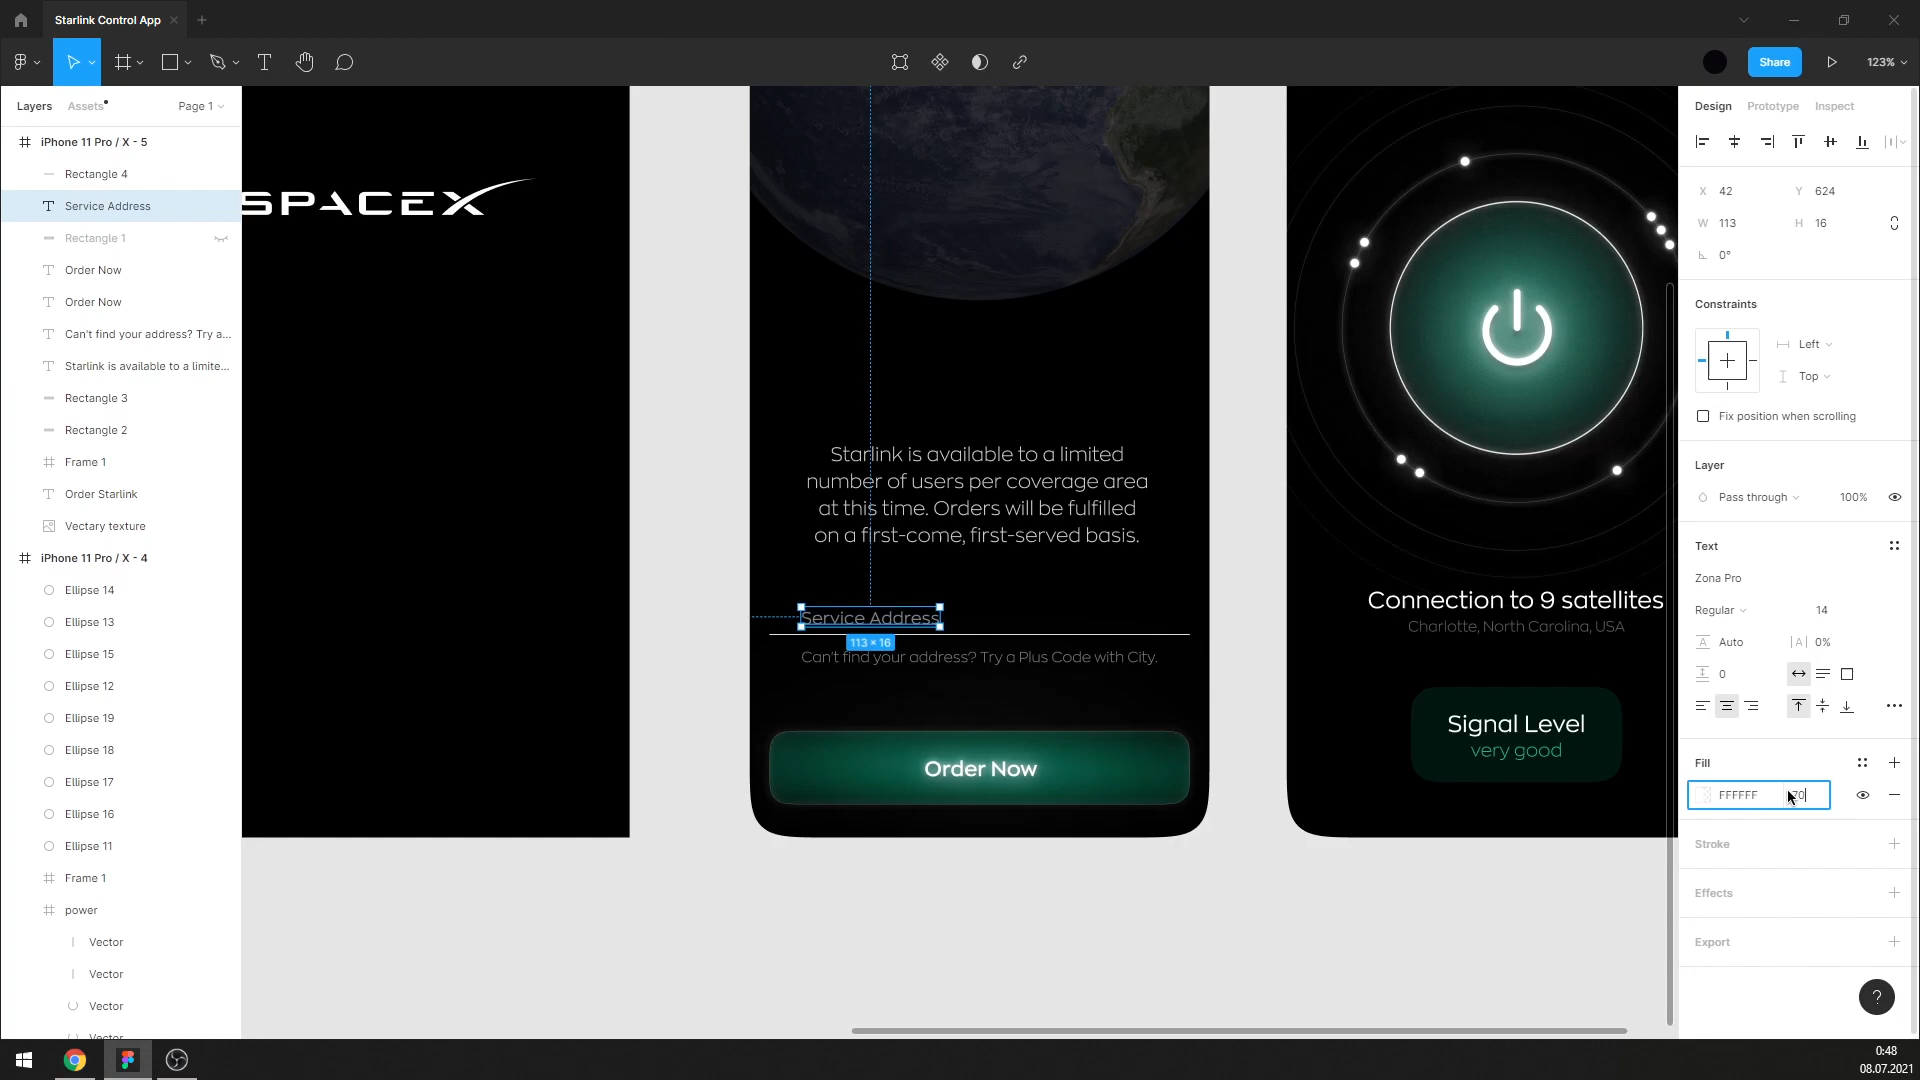 Starlink Control App
Share
123%
Layers
Assets
Page 1
iPhone 11 Pro / X - 5
Rectangle 4
Service Address
Rectangle 1
Order Now
Order Now
Can't find your address? Try a...
Starlink is available to a limite...
Rectangle 3
Rectangle 2
Frame 1
Order Starlink
Vectary texture
iPhone 11 Pro / X - 4
Ellipse 14
Ellipse 13
Ellipse 15
Ellipse 12
Ellipse 19
Ellipse 18
Ellipse 17
Ellipse 16
Ellipse 11
Frame 1
power
Vector
Vector
Vector
Vector
SPACEX
Starlink is available to a limited
number of users per coverage area
at this time. Orders will be fulfilled
on a first-come, first-served basis.
Service Address
113 × 16
Can't find your address? Try a Plus Code with City.
Order Now
Connection to 9 satellites
Charlotte, North Carolina, USA
Signal Level
very good
Design
Prototype
Inspect
X 42
Y 624
W 113
H 16
0°
Constraints
Left
Top
Fix position when scrolling
Layer
Pass through
100%
Text
Zona Pro
Regular
14
A Auto
|A| 0%
0
Fill
FFFFFF
70
Stroke
Effects
Export
?
0:48
08.07.2021